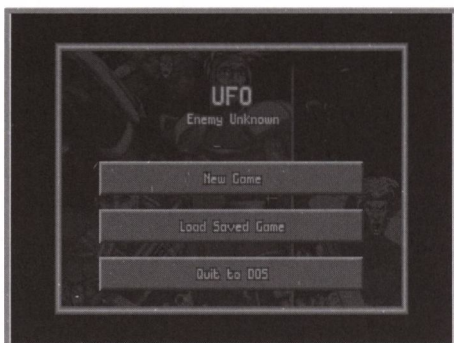 UFO
Enemy Unknown
New Game
Load Saved Game
Quit to DOS